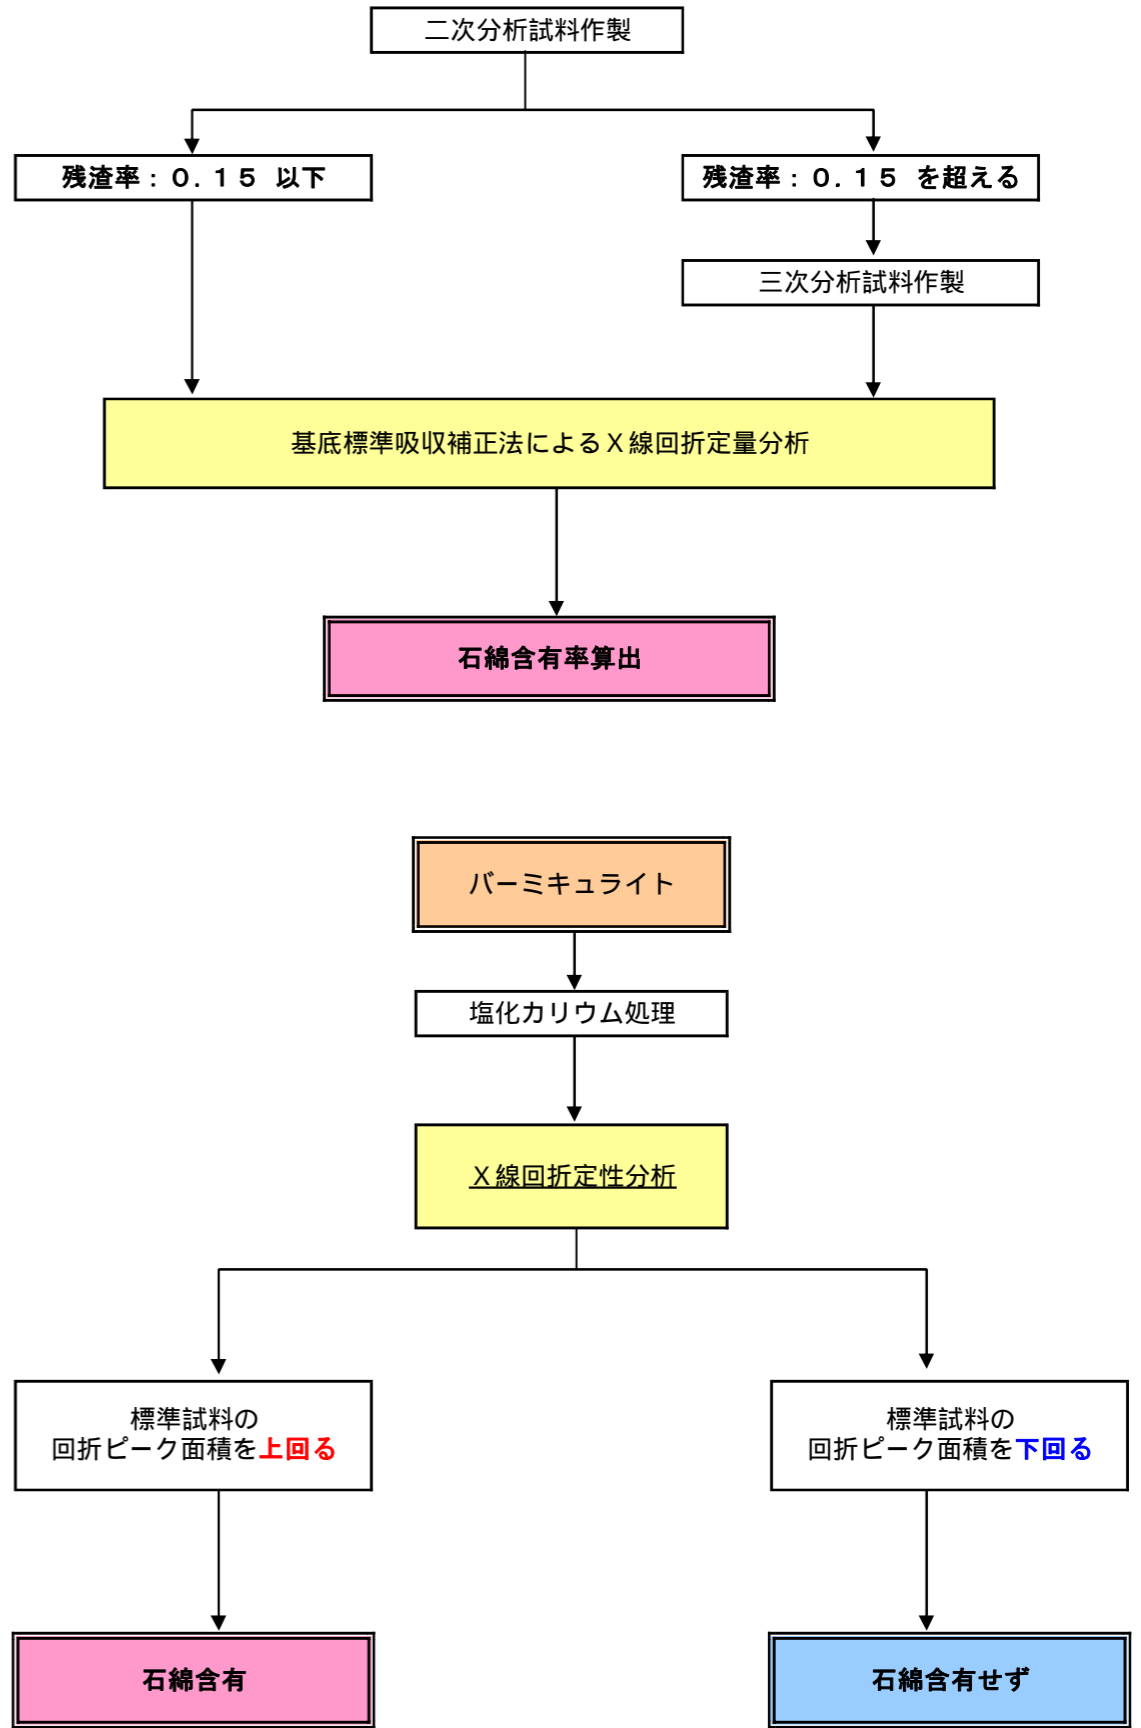 二次分析試料作製
残渣率：０．１５ 以下
残渣率：０．１５ を超える
三次分析試料作製
基底標準吸収補正法によるＸ線回折定量分析
石綿含有率算出
バーミキュライト
塩化カリウム処理
Ｘ線回折定性分析
標準試料の
回折ピーク面積を上回る
標準試料の
回折ピーク面積を下回る
石綿含有
石綿含有せず